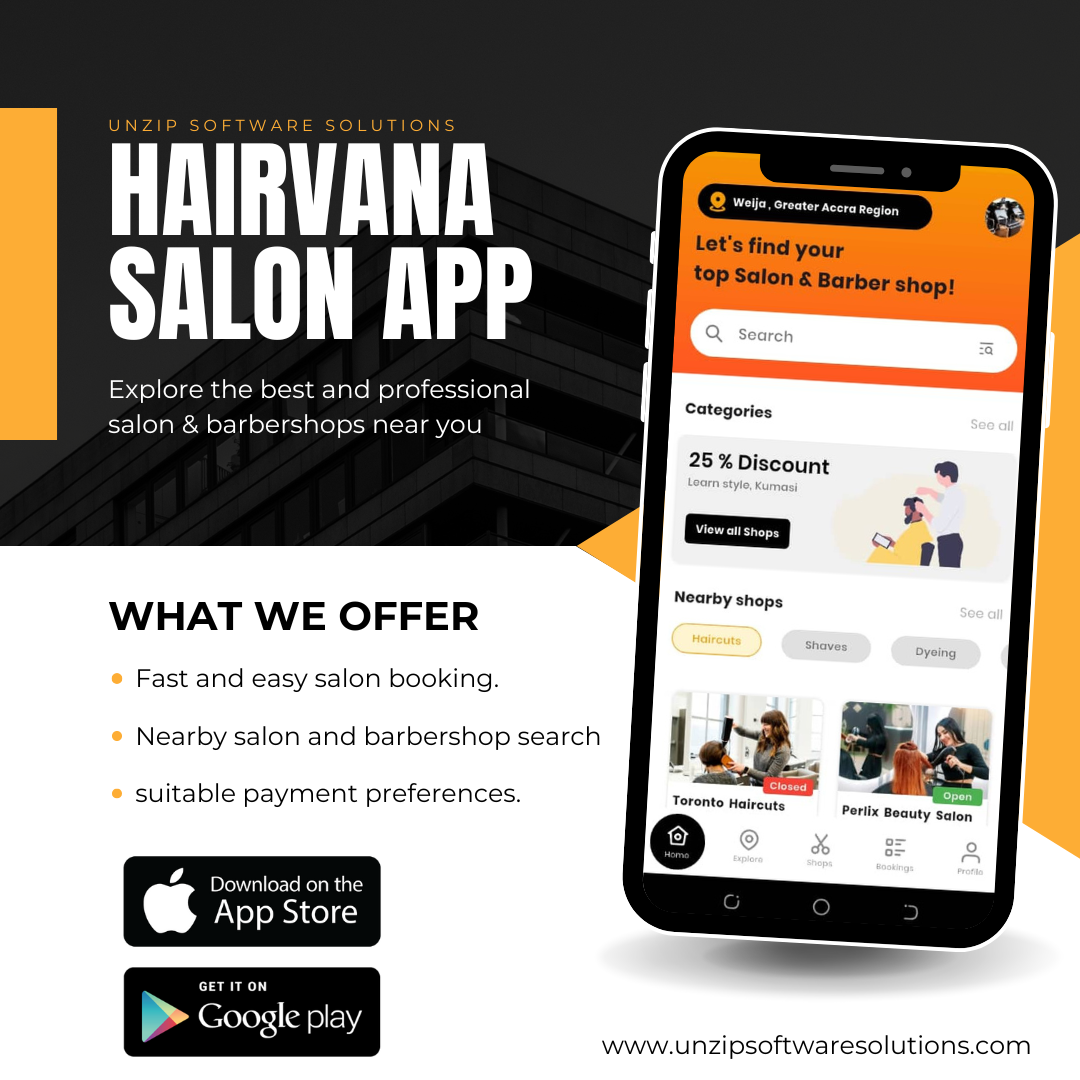 UNZIP SOFTWARE SOLUTIONS
HAIRVANA
SALON APP
Explore the best and professional
salon & barbershops near you
WHAT WE OFFER
Fast and easy salon booking.
Nearby salon and barbershop search
suitable payment preferences.
Download on the
App Store
GET IT ON
Google play
Weija , Greater Accra Region
Let's find your
top Salon & Barber shop!
Search
Categories
See all
25 % Discount
Learn style, Kumasi
View all Shops
Nearby shops
See all
Haircuts Shaves Dyeing
Closed Open
Toronto Haircuts Perlix Beauty Salon
Home Explore Shops Bookings Profile
www.unzipsoftwaresolutions.com